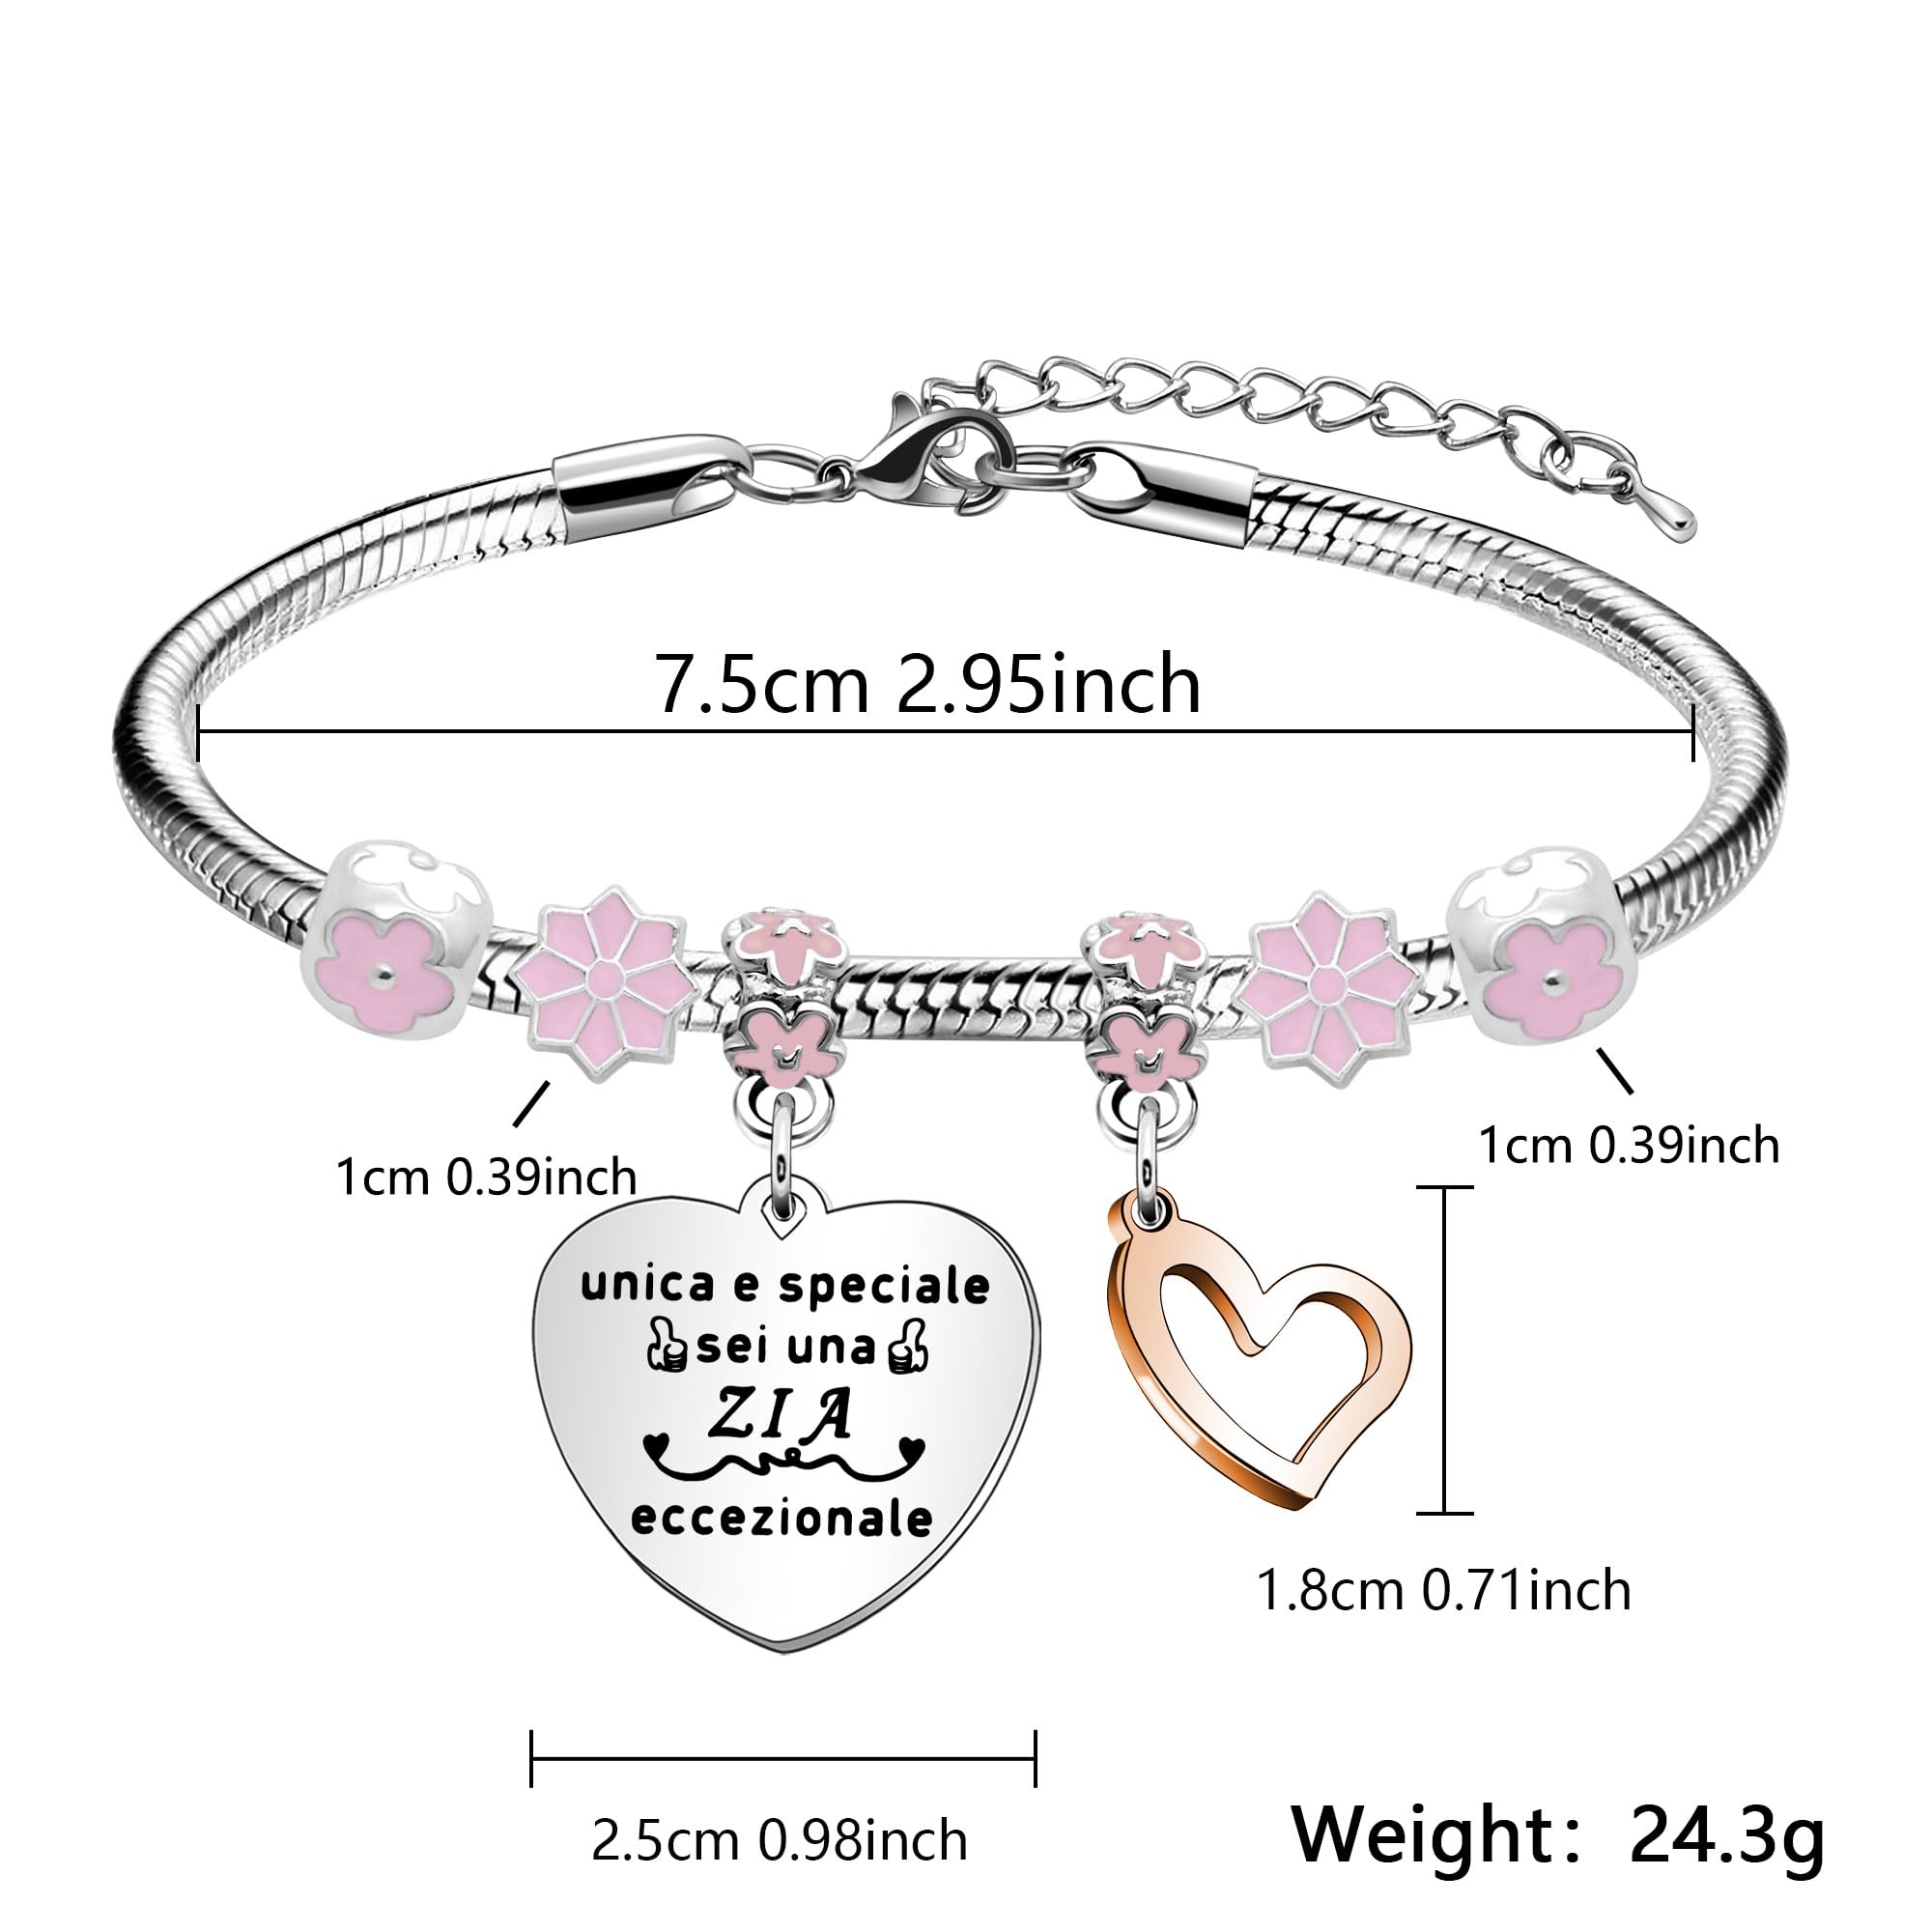 7.5cm 2.95inch
1cm 0.39inch
1cm 0.39inch
unica e speciale
sei una
ZIA
eccezionale
1.8cm 0.71inch
2.5cm 0.98inch
Weight: 24.3g